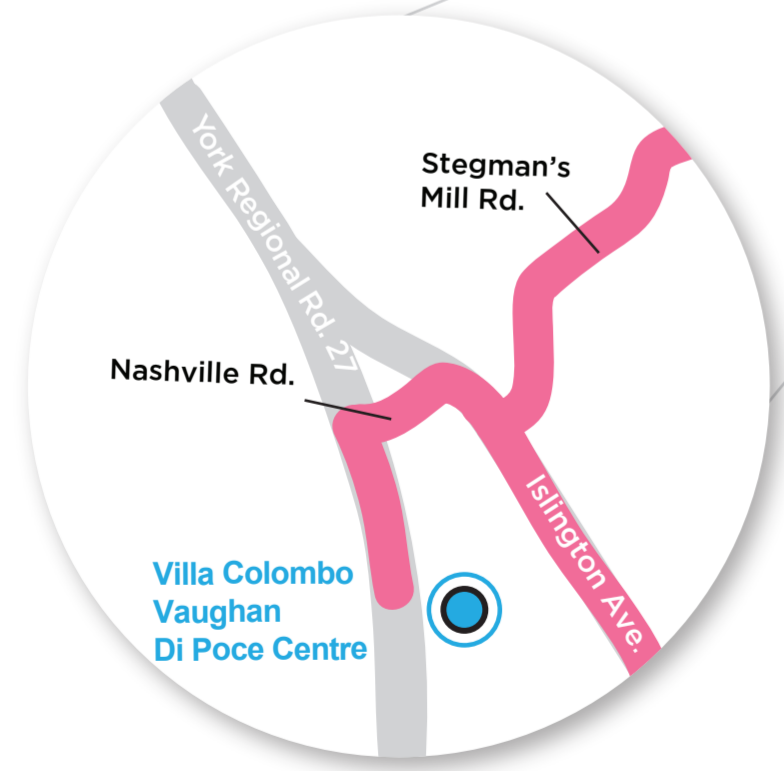 York Regional Rd. 27
Stegman's
Mill Rd.
Nashville Rd.
Islington Ave.
Villa Colombo
Vaughan
Di Poce Centre